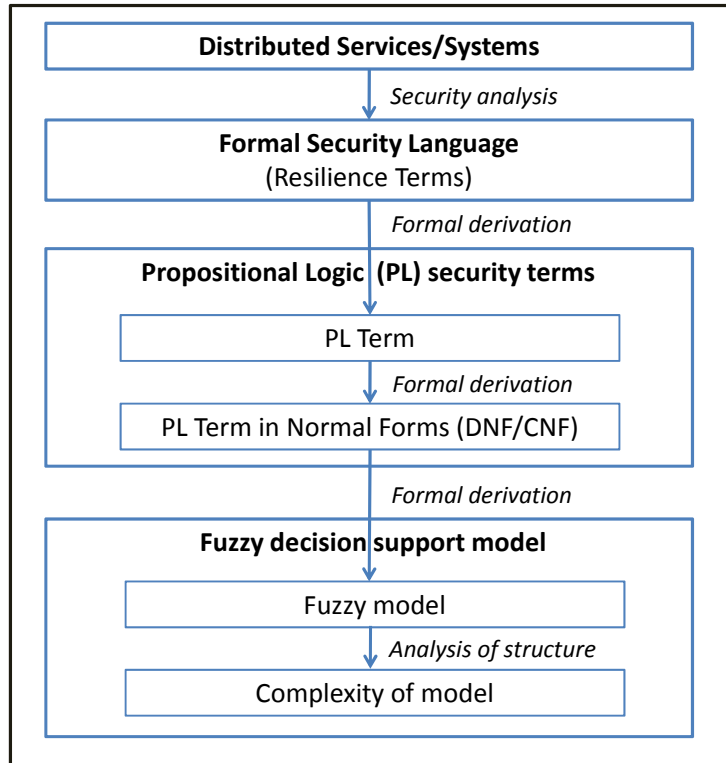 Distributed Services/Systems
Security analysis
Formal Security Language
(Resilience Terms)
Formal derivation
Propositional Logic (PL) security terms
PL Term
Formal derivation
PL Term in Normal Forms (DNF/CNF)
Formal derivation
Fuzzy decision support model
Fuzzy model
Analysis of structure
Complexity of model